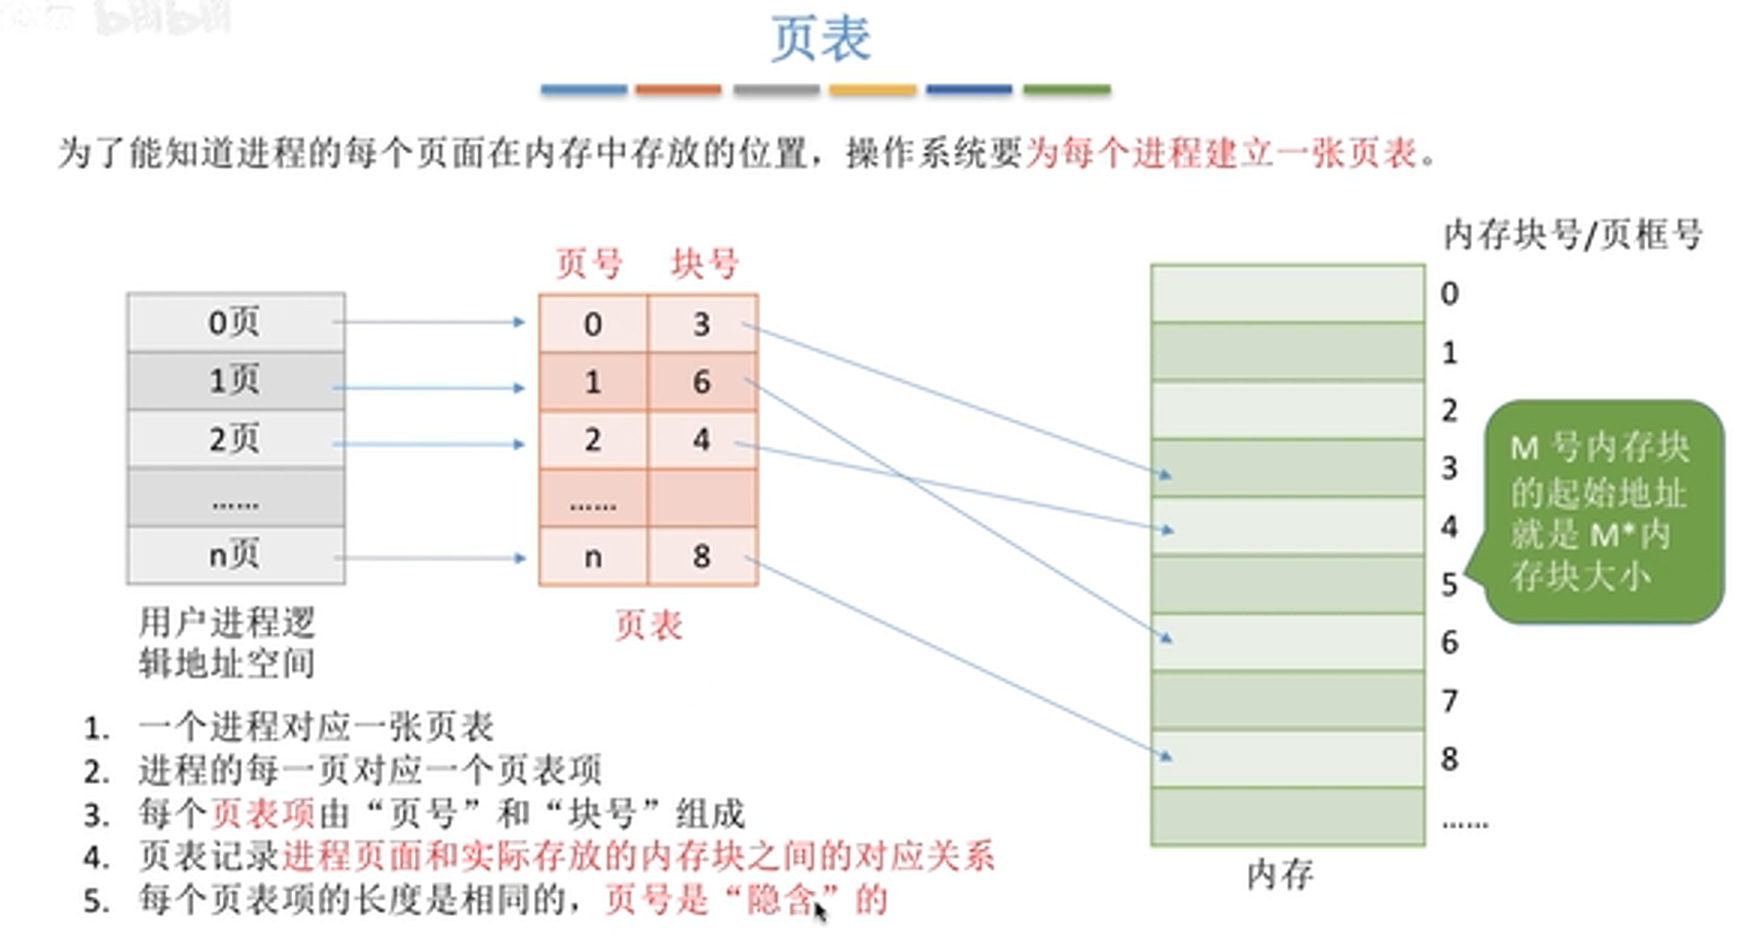 bilibili
页表
为了能知道进程的每个页面在内存中存放的位置，操作系统要为每个进程建立一张页表。
内存块号/页框号
页号 块号
0页
1页
2页
......
n页
0 3
1 6
2 4
......
n 8
0
1
2
3
4
5
6
7
8
......
M 号内存块
的起始地址
就是 M*内
存块大小
用户进程逻
辑地址空间
页表
内存
1. 一个进程对应一张页表
2. 进程的每一页对应一个页表项
3. 每个页表项由“页号”和“块号”组成
4. 页表记录进程页面和实际存放的内存块之间的对应关系
5. 每个页表项的长度是相同的，页号是“隐含”的